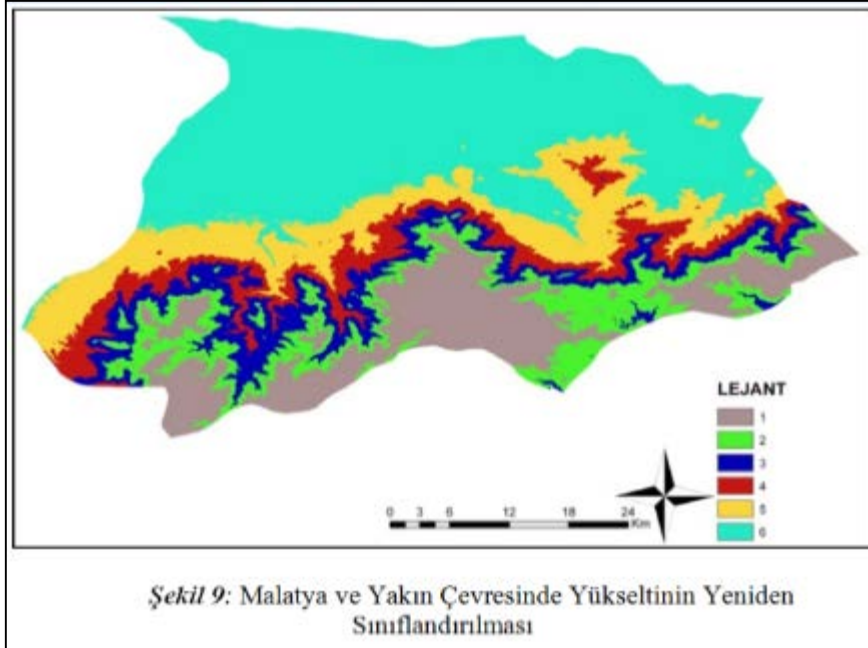 LEJANT
1
2
3
4
5
6
0 3 6 12 18 24
Km
Şekil 9: Malatya ve Yakın Çevresinde Yükseltinin Yeniden
Sınıflandırılması